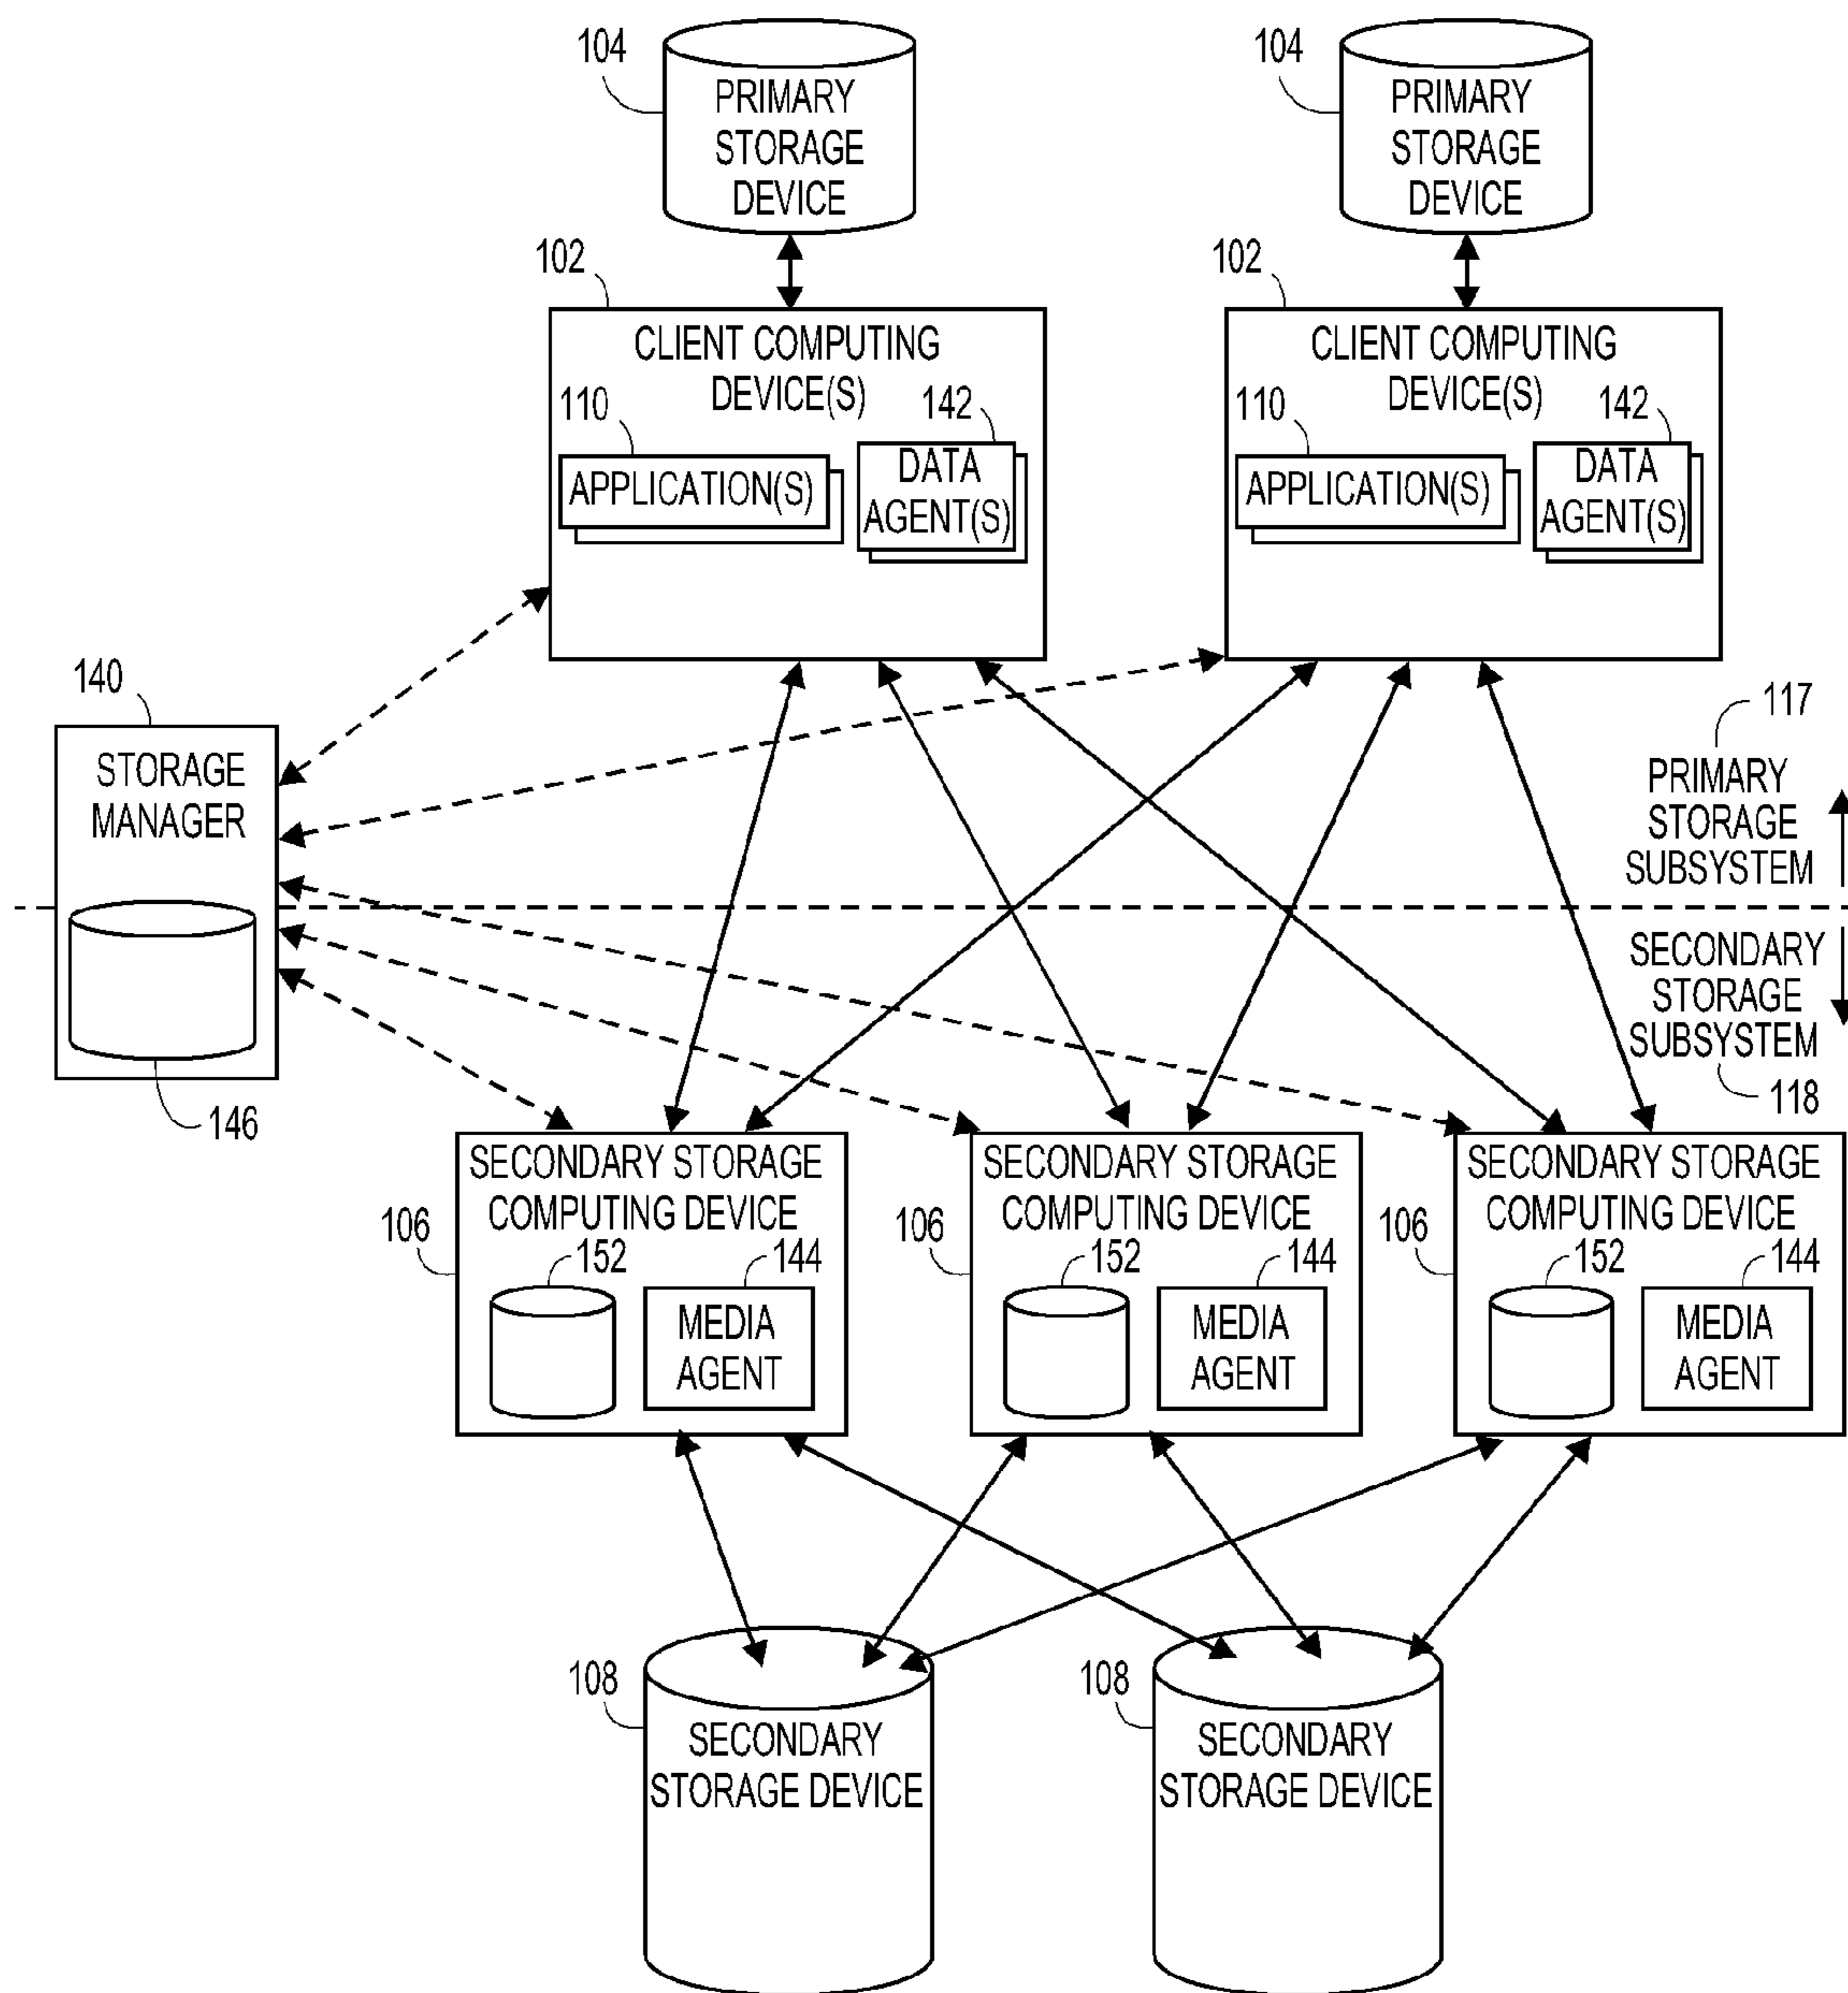 104
PRIMARY
STORAGE
DEVICE
104
PRIMARY
STORAGE
DEVICE
102
CLIENT COMPUTING
DEVICE(S)
110
APPLICATION(S)
142
DATA
AGENT(S)
102
CLIENT COMPUTING
DEVICE(S)
110
APPLICATION(S)
142
DATA
AGENT(S)
140
STORAGE
MANAGER
146
117
PRIMARY
STORAGE
SUBSYSTEM
SECONDARY
STORAGE
SUBSYSTEM
118
106
SECONDARY STORAGE
COMPUTING DEVICE
152
144
MEDIA
AGENT
106
SECONDARY STORAGE
COMPUTING DEVICE
152
144
MEDIA
AGENT
106
SECONDARY STORAGE
COMPUTING DEVICE
152
144
MEDIA
AGENT
108
SECONDARY
STORAGE DEVICE
108
SECONDARY
STORAGE DEVICE